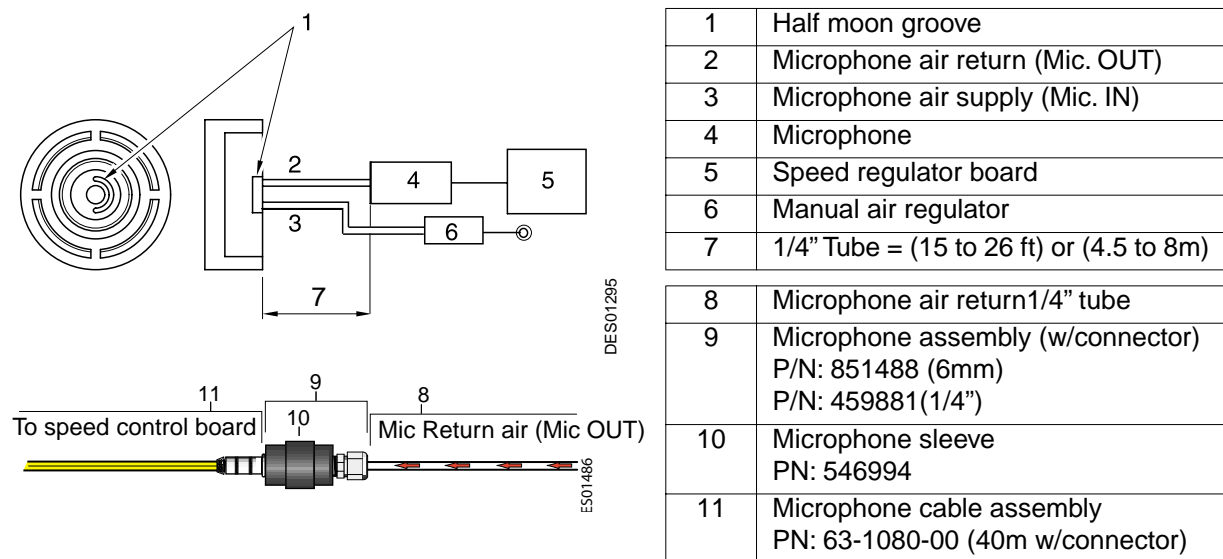 1
2
3
4
5
6
7
DES01295
11
9
8
10
To speed control board
Mic Return air (Mic OUT)
ES01486
1 Half moon groove
2 Microphone air return (Mic. OUT)
3 Microphone air supply (Mic. IN)
4 Microphone
5 Speed regulator board
6 Manual air regulator
7 1/4” Tube = (15 to 26 ft) or (4.5 to 8m)
8 Microphone air return1/4” tube
9 Microphone assembly (w/connector)
P/N: 851488 (6mm)
P/N: 459881(1/4”)
10 Microphone sleeve
PN: 546994
11 Microphone cable assembly
PN: 63-1080-00 (40m w/connector)